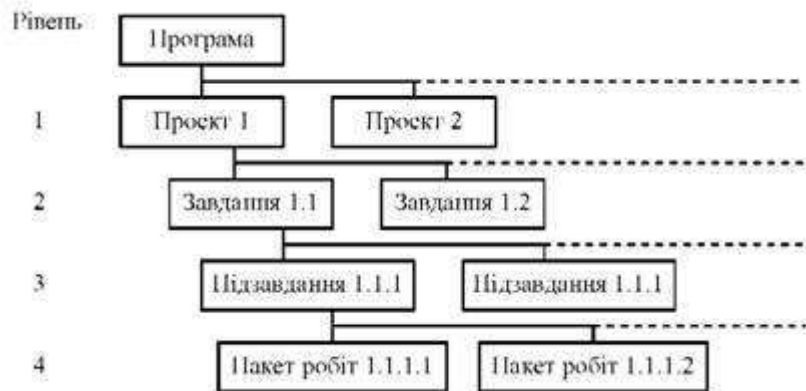 Рівень
Програма
1
Проект 1
Проект 2
2
Завдання 1.1
Завдання 1.2
3
Підзавдання 1.1.1
Підзавдання 1.1.1
4
Пакет робіт 1.1.1.1
Пакет робіт 1.1.1.2